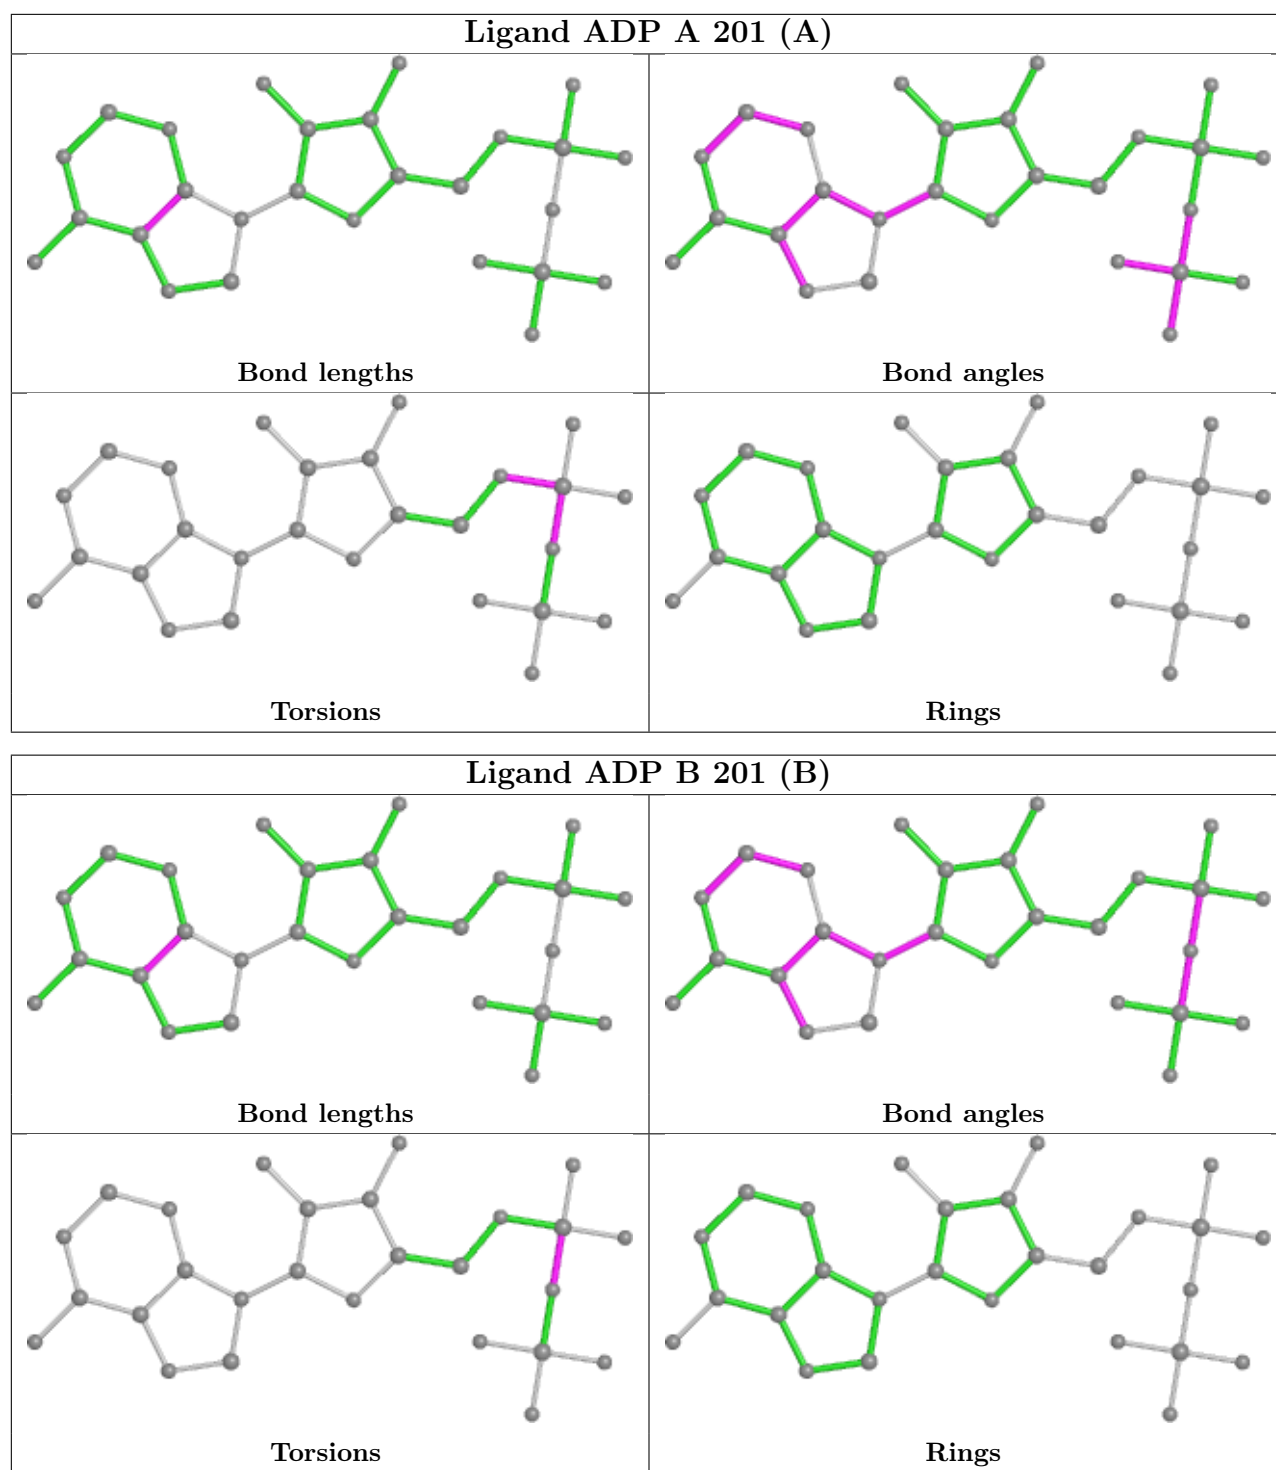 Ligand ADP A 201 (A)
Bond lengths
Bond angles
Torsions
Rings
Ligand ADP B 201 (B)
Bond lengths
Bond angles
Torsions
Rings